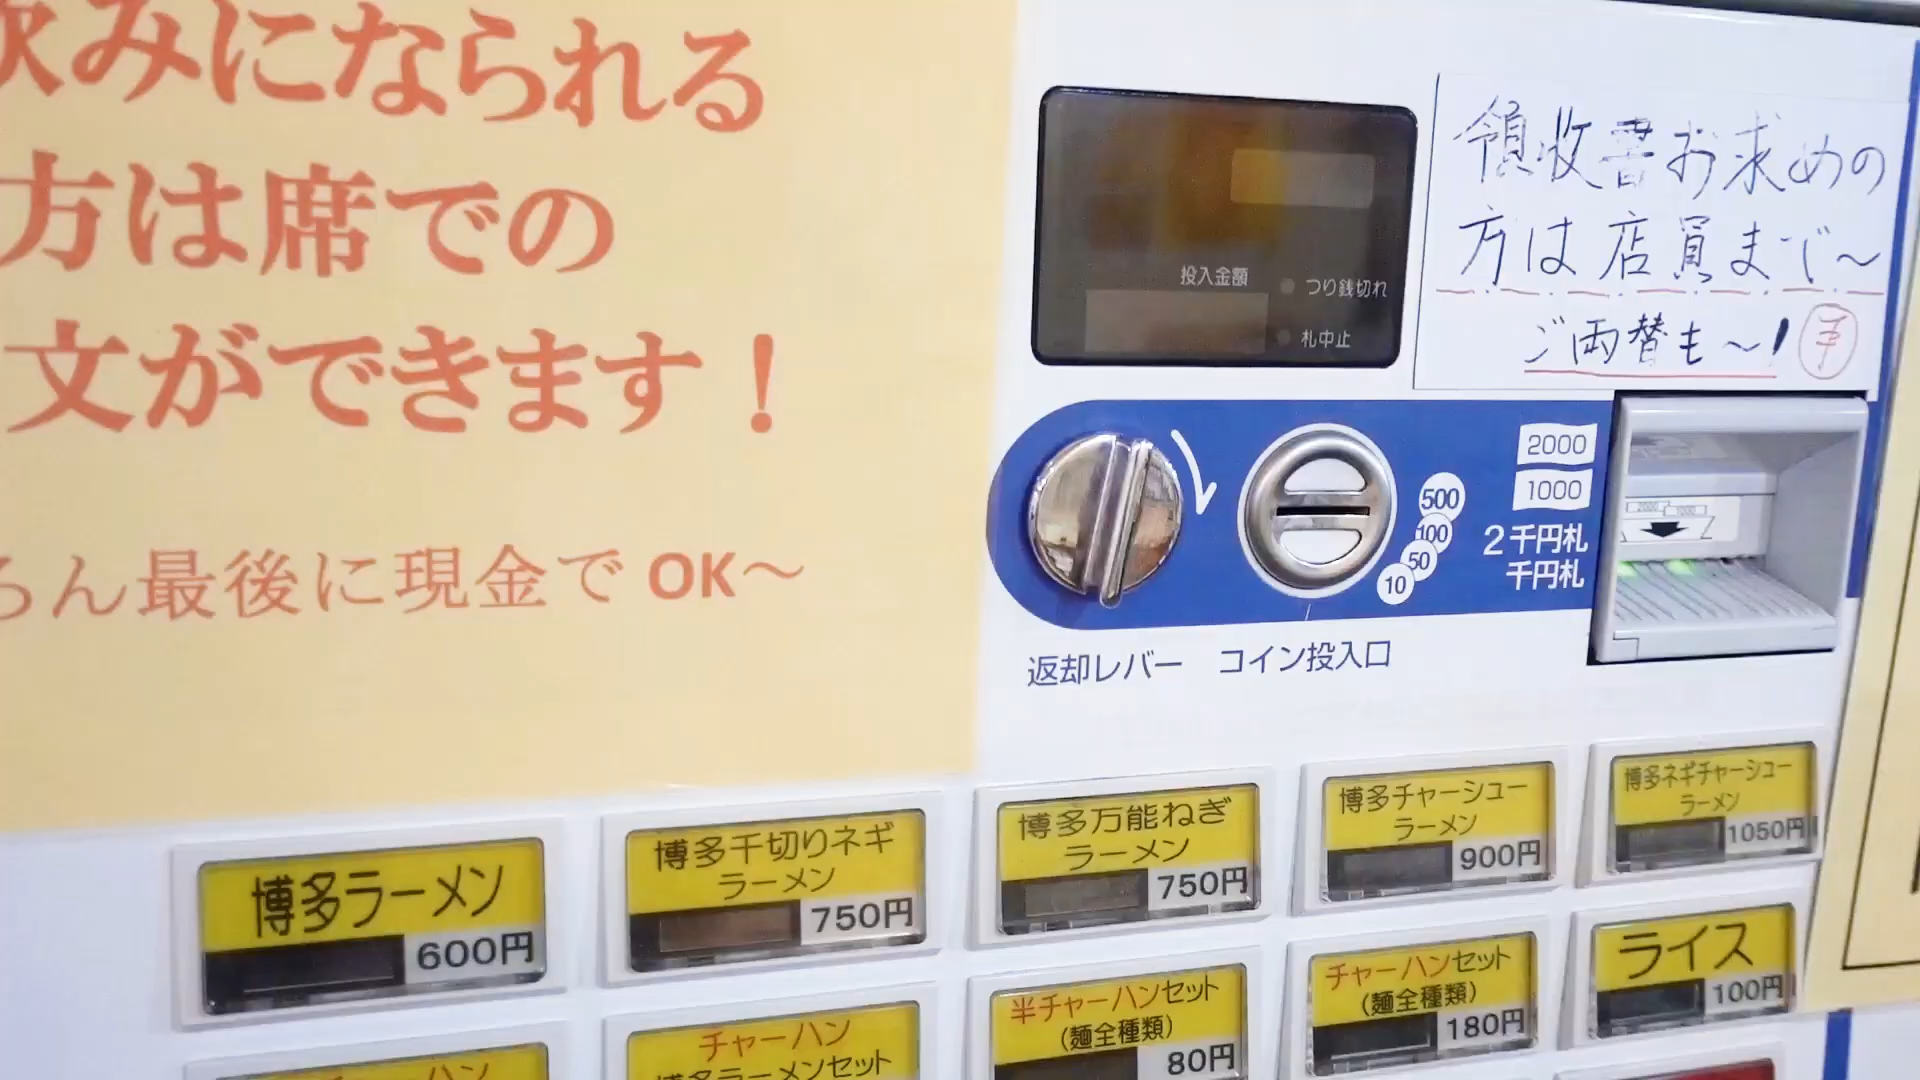 飲みになられる
方は席での
文ができます！
ろん最後に現金でOK～
投入金額
つり銭切れ
札中止
領収書お求めの
方は店員まで～
ご両替も～!
2000
1000
2千円札
千円札
500
100
50
10
返却レバー
コイン投入口
博多ラーメン
600円
博多千切りネギ
ラーメン
750円
博多万能ねぎ
ラーメン
750円
博多チャーシュー
ラーメン
900円
博多ネギチャーシュー
ラーメン
1050円
チャーハン
チャーハン
博多ラーメンセット
半チャーハンセット
(麺全種類)
80円
チャーハンセット
(麺全種類)
180円
ライス
100円